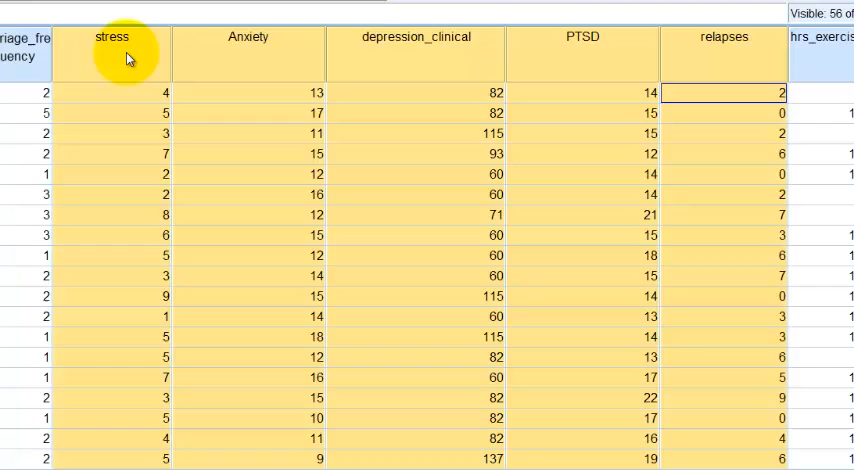 Visible: 56 of
riage_fre stress Anxiety depression_clinical PTSD relapses hrs_exercis
uency
2 4 13 82 14 2
5 5 17 82 15 0 1
2 3 11 115 15 2
2 7 15 93 12 6 1
1 2 12 60 14 0 1
3 2 16 60 14 2
3 8 12 71 21 7
3 6 15 60 15 3 1
1 5 12 60 18 6 1
2 3 14 60 15 7 1
2 9 15 115 14 0 1
2 1 14 60 13 3 1
1 5 18 115 14 3 1
1 5 12 82 13 6
1 7 16 60 17 5 1
2 3 15 82 22 9 1
1 5 10 82 17 0 1
2 4 11 82 16 4 1
2 5 9 137 19 6 1